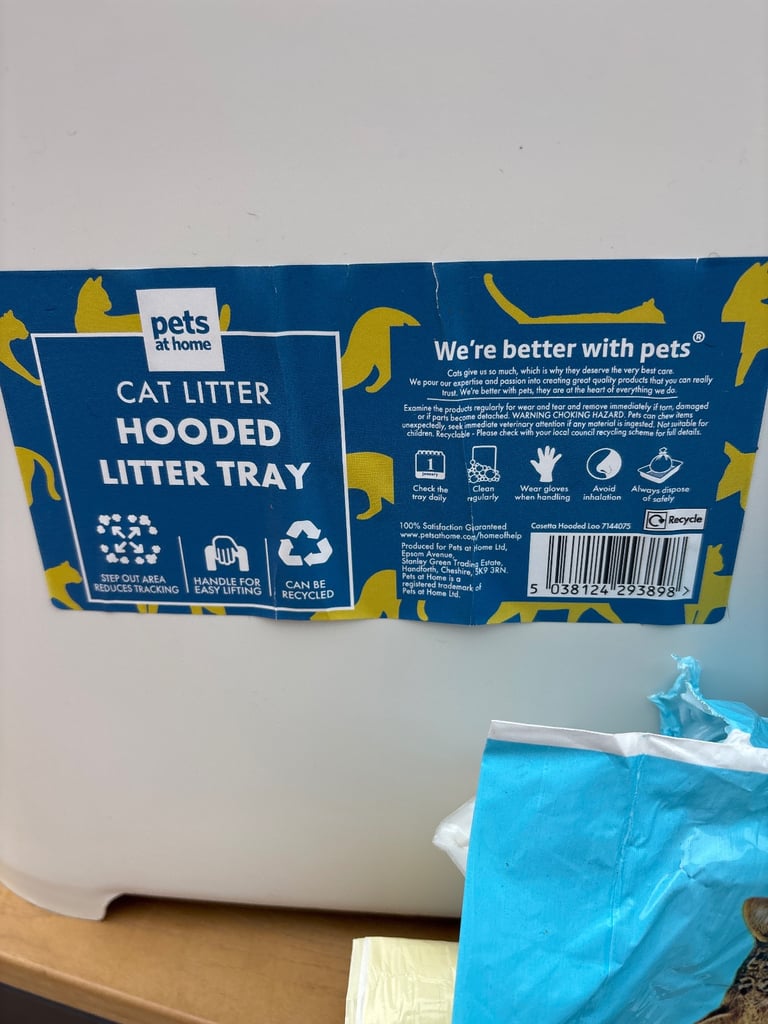 pets
at home
CAT LITTER
HOODED
LITTER TRAY
STEP OUT AREA
REDUCES TRACKING
HANDLE FOR
EASY LIFTING
CAN BE
RECYCLED
We're better with pets®
Cats give us so much, which is why they deserve the very best care.
We pour our expertise and passion into creating great quality products that you can really
trust. We're better with pets, they are at the heart of everything we do.
Examine the products regularly for wear and tear and remove immediately if torn, damaged
or if parts become detached. WARNING CHOKING HAZARD. Pets can chew items
unexpectedly, seek immediate veterinary attention if any material is ingested. Not suitable for
children. Recyclable - Please check with your local council recycling scheme for full details.
1
January
Check the
tray daily
Clean
regularly
Wear gloves
when handling
Avoid
inhalation
Always dispose
of safely
100% Satisfaction Guaranteed
www.petsathome.com/homeofhelp
Produced for Pets at Home Ltd,
Epsom Avenue,
Stanley Green Trading Estate,
Handforth, Cheshire, SK9 3RN.
Pets at Home is a
registered trademark of
Pets at Home Ltd.
Casetta Hooded Loo 7144075
Recycle
5 038124 293898 >